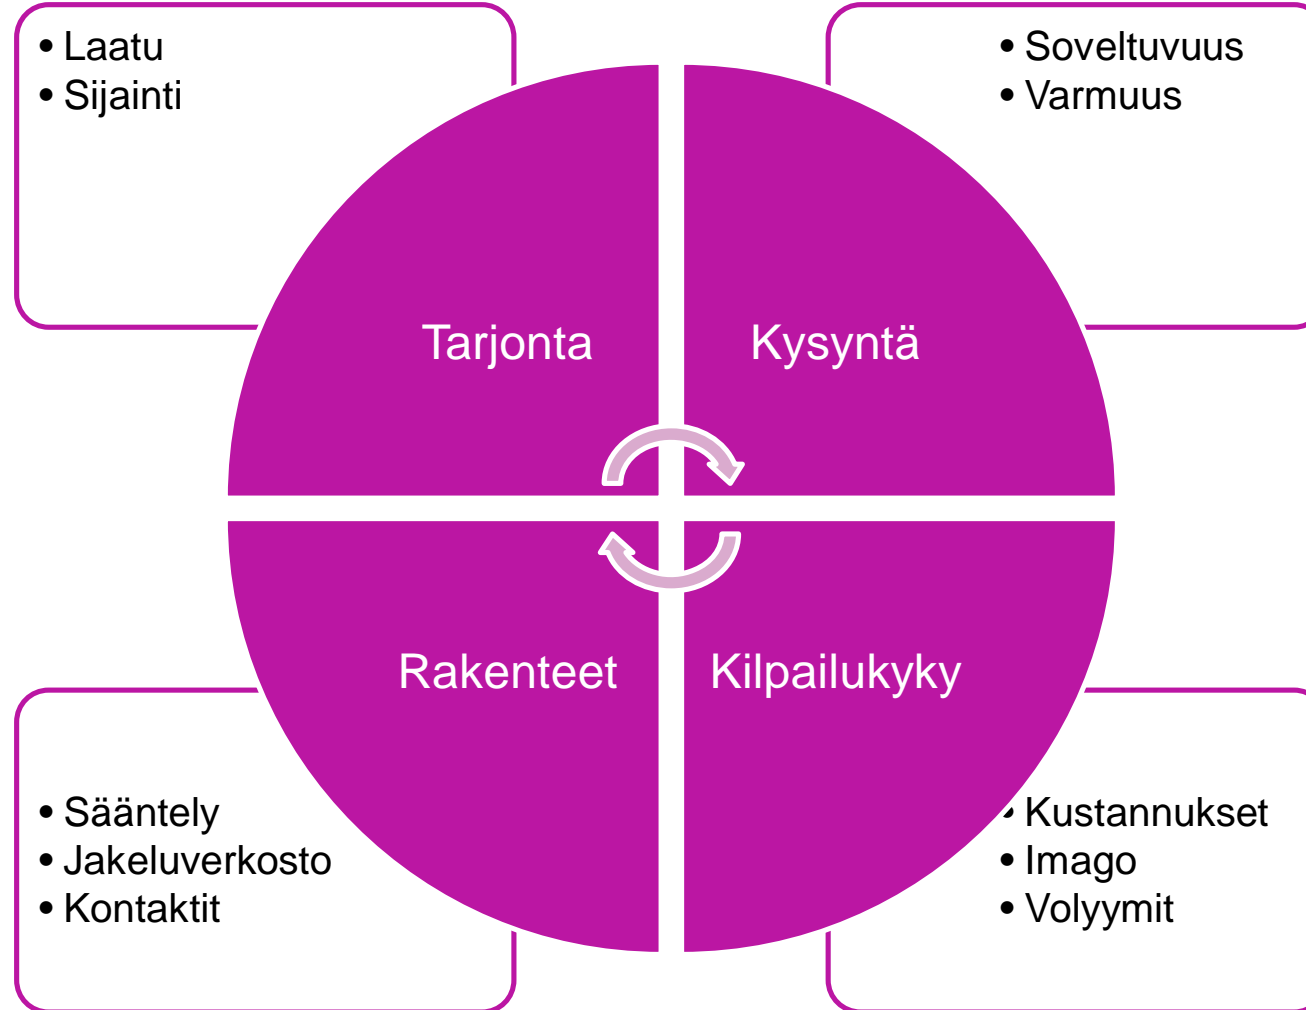 • Laatu
• Sijainti
• Soveltuvuus
• Varmuus
Tarjonta
Kysyntä
Rakenteet
Kilpailukyky
• Sääntely
• Jakeluverkosto
• Kontaktit
• Kustannukset
• Imago
• Volyymit